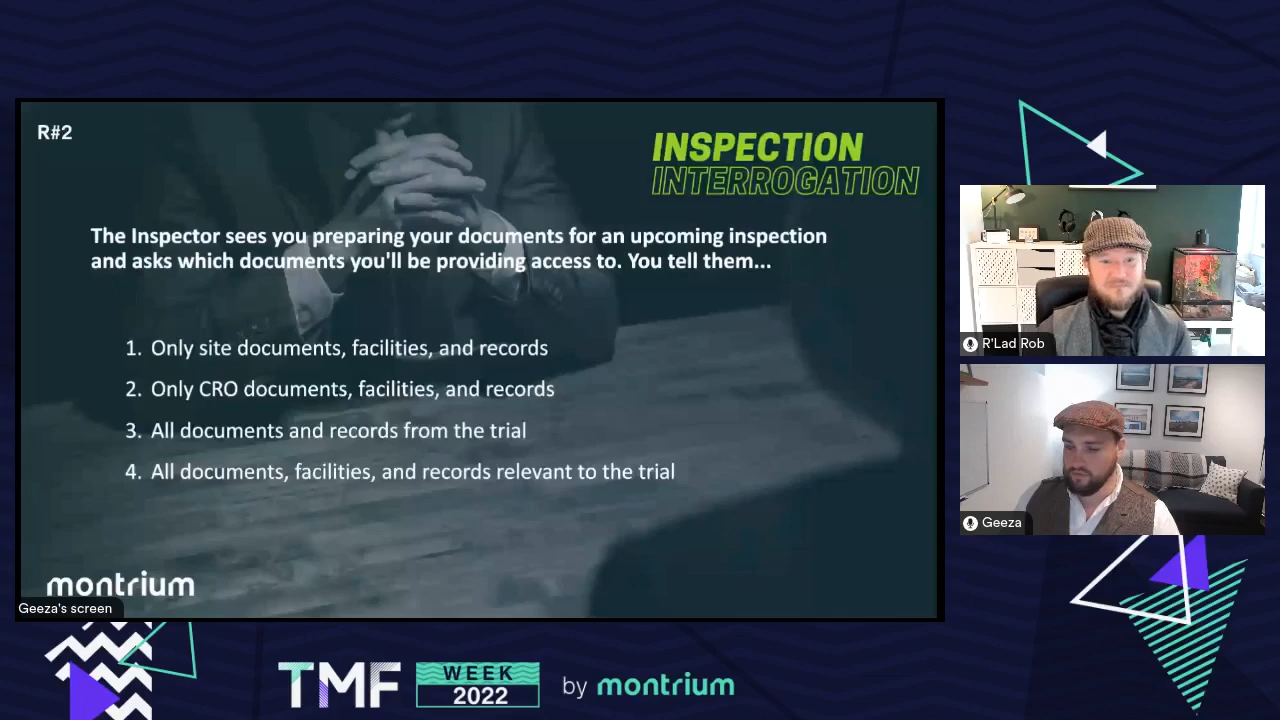 R#2
INSPECTION
INTERROGATION
The Inspector sees you preparing your documents for an upcoming inspection
and asks which documents you'll be providing access to. You tell them...
1. Only site documents, facilities, and records
2. Only CRO documents, facilities, and records
3. All documents and records from the trial
4. All documents, facilities, and records relevant to the trial
montrium
Geeza's screen
R'Lad Rob
Geeza
TMF WEEK
2022
by montrium